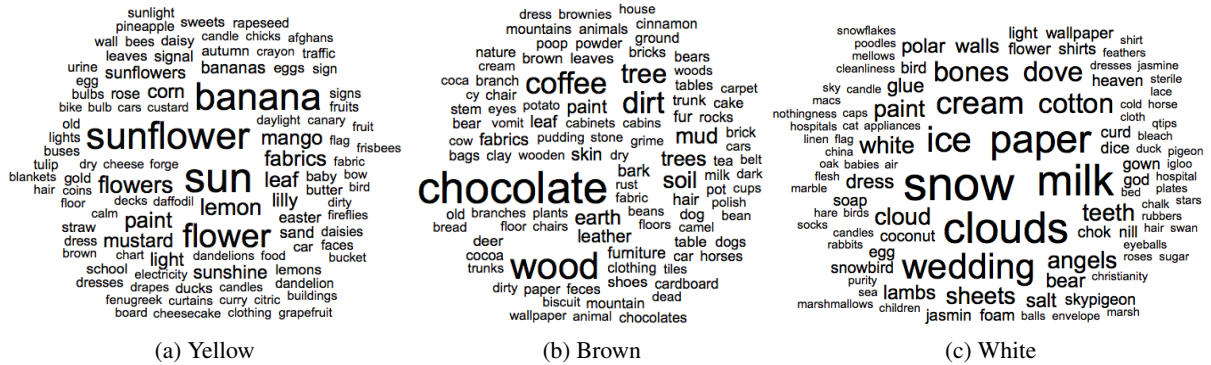 sunlight
pineapple sweets rapeseed
wall bees daisy candle chicks afghans
leaves signal autumn crayon traffic
urine sunflowers bananas eggs sign
egg
bulbs rose corn banana signs
bike bulb cars custard fruits
old sunflower daylight canary fruit
lights mango flag frisbees
buses
tulip dry cheese forge fabrics fabric
blankets gold sun leaf baby bow
hair coins flowers butter bird
floor decks daffodil lemon lilly dirty
calm paint easter fireflies
straw flower sand daisies
dress mustard car faces
brown chart light dandelions food bucket
school electricity sunshine lemons
dresses drapes ducks candles dandelion
fenugreek curtains curry citric buildings
board cheesecake clothing grapefruit
(a) Yellow
dress brownies house
mountains animals cinnamon
poop powder ground
nature brown leaves bricks bears
cream coffee tree woods
coca branch tables carpet
cy chair dirt trunk cake
stem eyes potato paint fur rocks
bear vomit leaf cabinets cabins
cow fabrics pudding stone grime mud brick
cars
bags clay wooden skin dry trees tea belt
bark milk dark
chocolate rust soil pot cups
fabric hair polish
old branches plants earth beans dog bean
bread floor chairs floors camel
leather
deer table dogs
cocoa wood furniture car horses
trunks clothing tiles
dirty paper feces shoes cardboard
biscuit mountain dead
wallpaper animal chocolates
(b) Brown
snowflakes light wallpaper
poodles polar walls flower shirts shirt
mellows feathers
cleanliness bird bones dove dresses jasmine
heaven sterile
sky candle glue lace
macs cream cotton cold horse
nothingness caps paint cloth
hospitals cat appliances qtips
linen flag white ice paper curd bleach
china dice duck pigeon
oak babies air gown igloo
flesh snow milk god hospital
marble dress bed plates
soap chalk stars
hare birds cloud clouds teeth rubbers
socks hair swan
candles coconut chok nill
rabbits eyeballs
egg wedding angels roses sugar
snowbird bear christianity
purity
sea lambs sheets salt skypigeon
marshmallows children
jasmin foam balls envelope marsh
(c) White